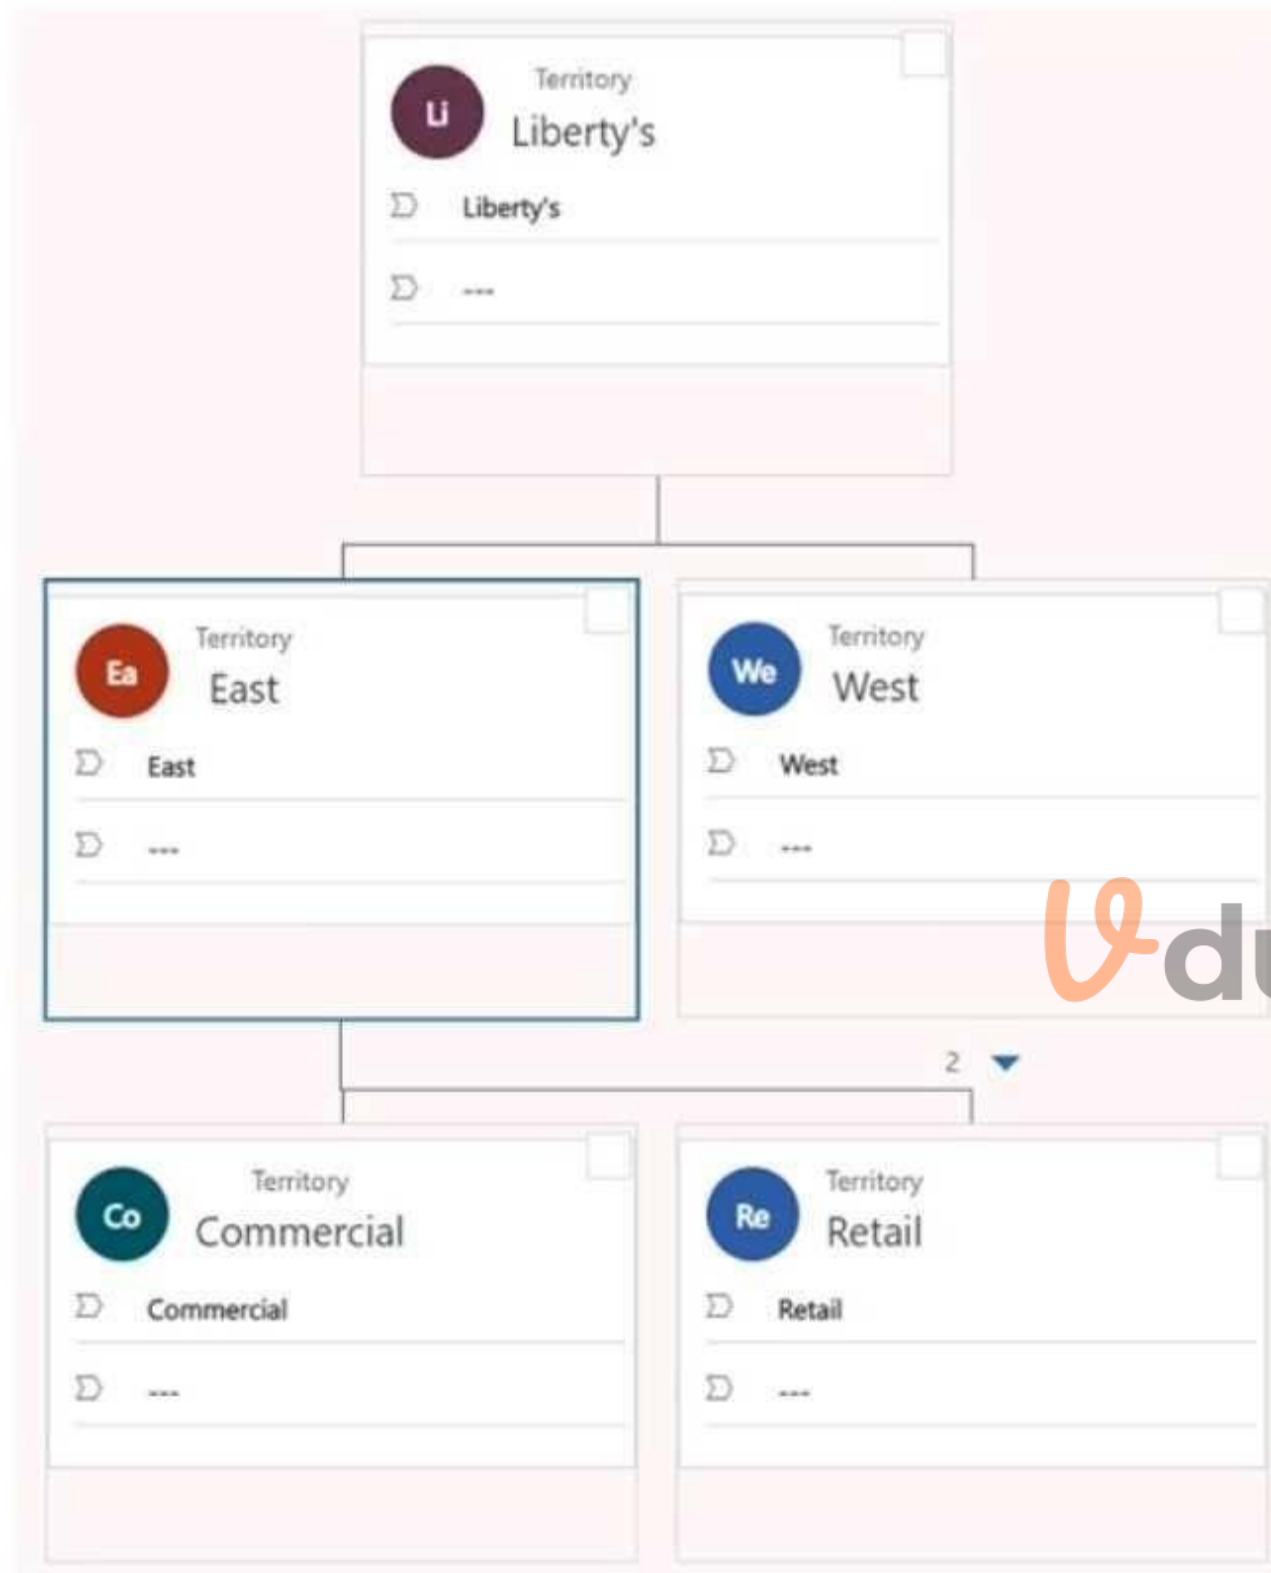 Li
Territory
Liberty's
Liberty's
---
Ea
Territory
East
East
---
We
Territory
West
West
---
2
Co
Territory
Commercial
Commercial
---
Re
Territory
Retail
Retail
---